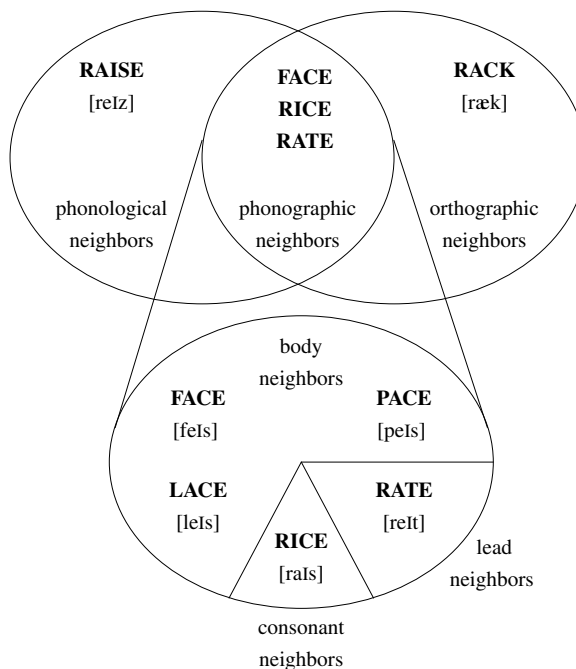 RAISE
[reIz]
FACE
RICE
RATE
RACK
[ræk]
phonological
neighbors
phonographic
neighbors
orthographic
neighbors
body
neighbors
FACE
[feIs]
PACE
[peIs]
LACE
[leIs]
RATE
[reIt]
RICE
[raIs]
lead
neighbors
consonant
neighbors